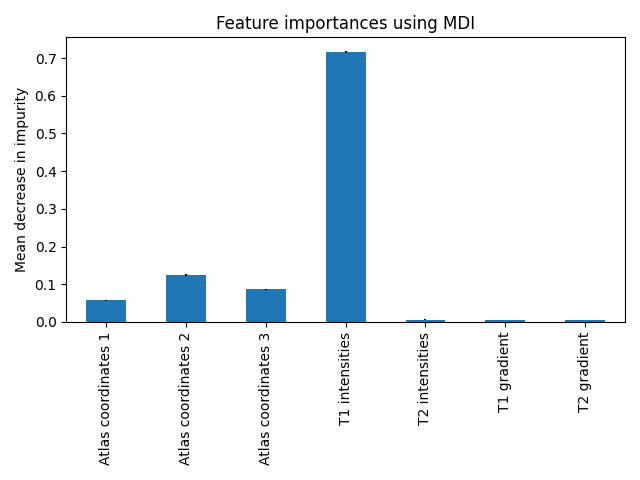 Feature importances using MDI
Mean decrease in impurity
0.7
0.6
0.5
0.4
0.3
0.2
0.1
0.0
Atlas coordinates 1
Atlas coordinates 2
Atlas coordinates 3
T1 intensities
T2 intensities
T1 gradient
T2 gradient